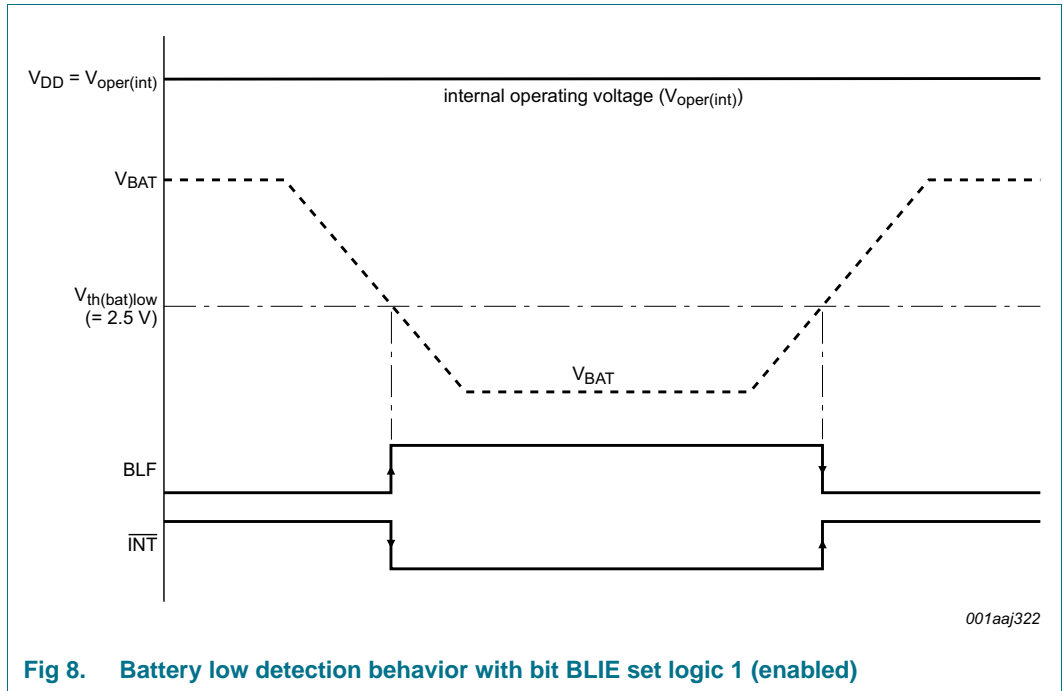 VDD = Voper(int)
internal operating voltage (Voper(int))
VBAT
Vth(bat)low
(= 2.5 V)
VBAT
BLF
INT
001aaj322
Fig 8. Battery low detection behavior with bit BLIE set logic 1 (enabled)